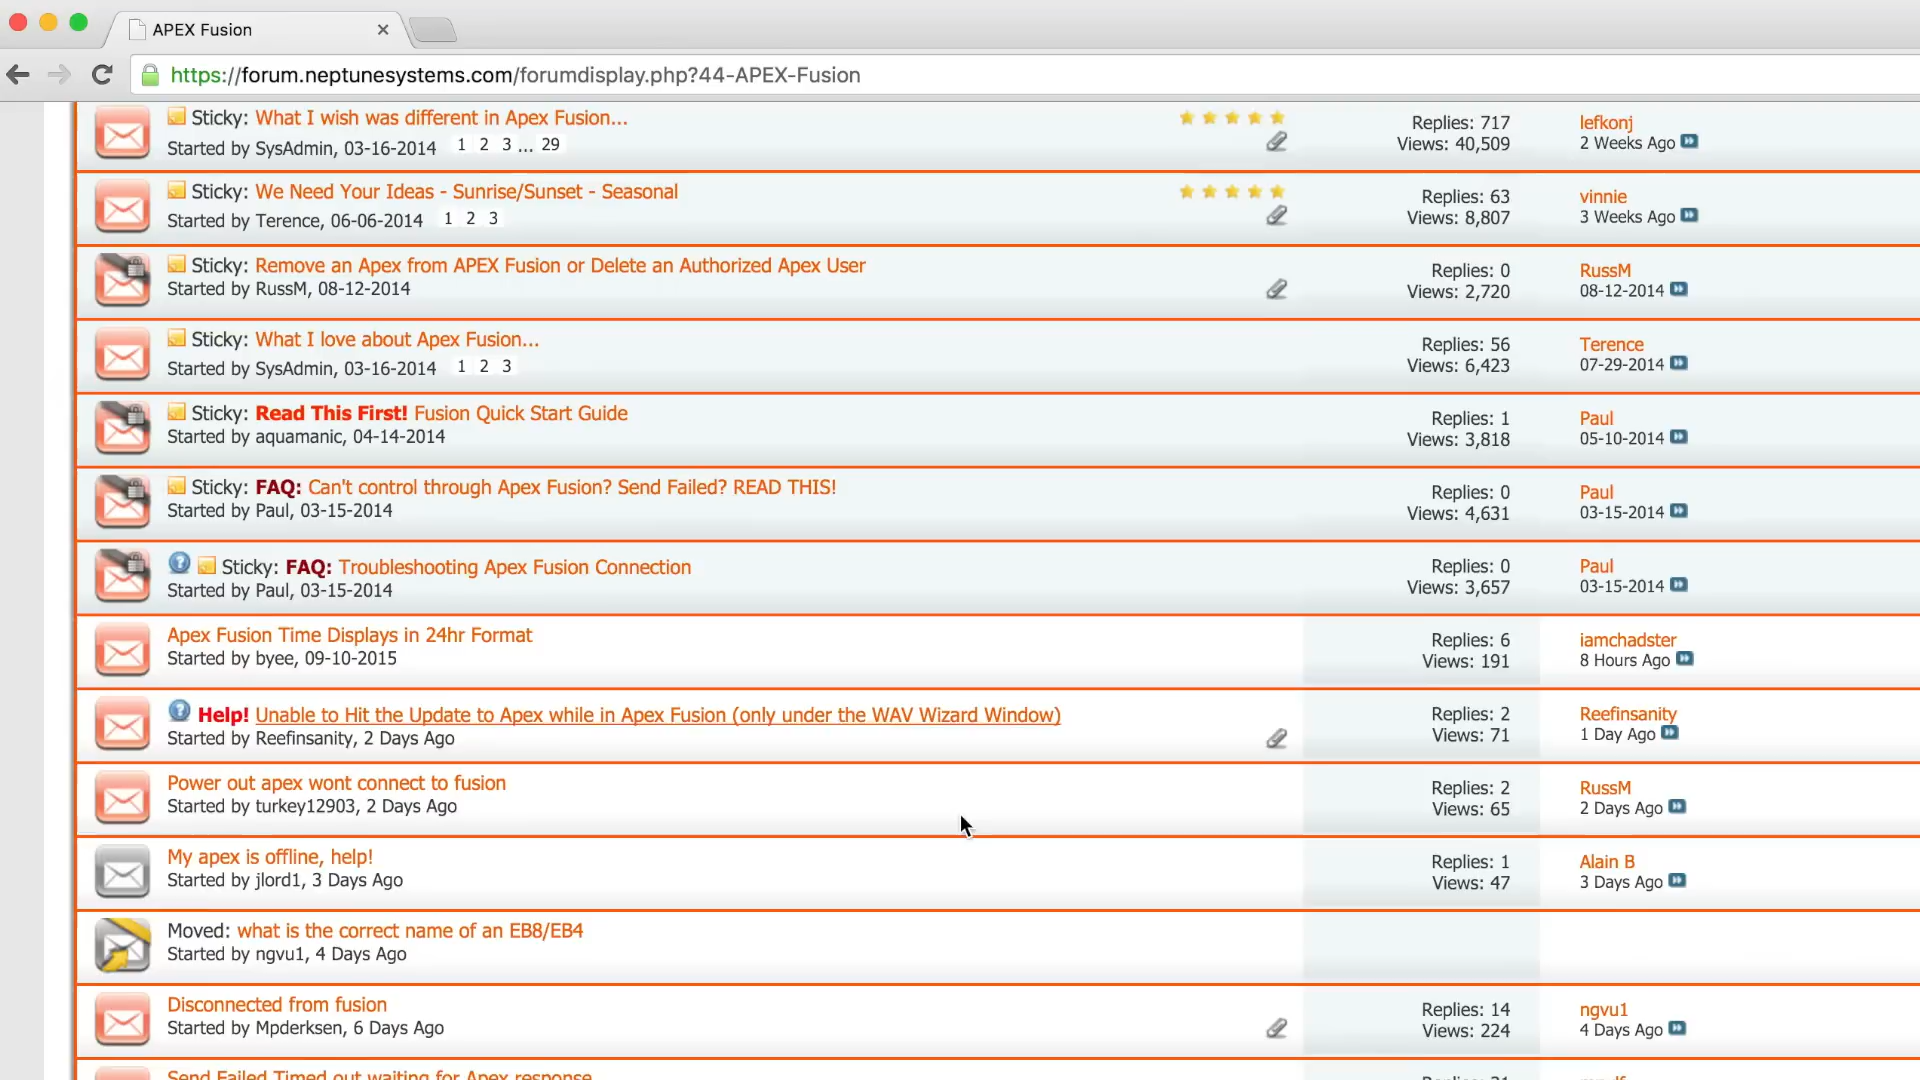 APEX Fusion
https://forum.neptunesystems.com/forumdisplay.php?44-APEX-Fusion
Sticky: What I wish was different in Apex Fusion...
Started by SysAdmin, 03-16-2014 1 2 3 ... 29
Replies: 717
Views: 40,509
lefkonj
2 Weeks Ago
Sticky: We Need Your Ideas - Sunrise/Sunset - Seasonal
Started by Terence, 06-06-2014 1 2 3
Replies: 63
Views: 8,807
vinnie
3 Weeks Ago
Sticky: Remove an Apex from APEX Fusion or Delete an Authorized Apex User
Started by RussM, 08-12-2014
Replies: 0
Views: 2,720
RussM
08-12-2014
Sticky: What I love about Apex Fusion...
Started by SysAdmin, 03-16-2014 1 2 3
Replies: 56
Views: 6,423
Terence
07-29-2014
Sticky: Read This First! Fusion Quick Start Guide
Started by aquamanic, 04-14-2014
Replies: 1
Views: 3,818
Paul
05-10-2014
Sticky: FAQ: Can't control through Apex Fusion? Send Failed? READ THIS!
Started by Paul, 03-15-2014
Replies: 0
Views: 4,631
Paul
03-15-2014
Sticky: FAQ: Troubleshooting Apex Fusion Connection
Started by Paul, 03-15-2014
Replies: 0
Views: 3,657
Paul
03-15-2014
Apex Fusion Time Displays in 24hr Format
Started by byee, 09-10-2015
Replies: 6
Views: 191
iamchadster
8 Hours Ago
Help! Unable to Hit the Update to Apex while in Apex Fusion (only under the WAV Wizard Window)
Started by Reefinsanity, 2 Days Ago
Replies: 2
Views: 71
Reefinsanity
1 Day Ago
Power out apex wont connect to fusion
Started by turkey12903, 2 Days Ago
Replies: 2
Views: 65
RussM
2 Days Ago
My apex is offline, help!
Started by jlord1, 3 Days Ago
Replies: 1
Views: 47
Alain B
3 Days Ago
Moved: what is the correct name of an EB8/EB4
Started by ngvu1, 4 Days Ago
Disconnected from fusion
Started by Mpderksen, 6 Days Ago
Replies: 14
Views: 224
ngvu1
4 Days Ago
Send Failed Timed out waiting for Apex response